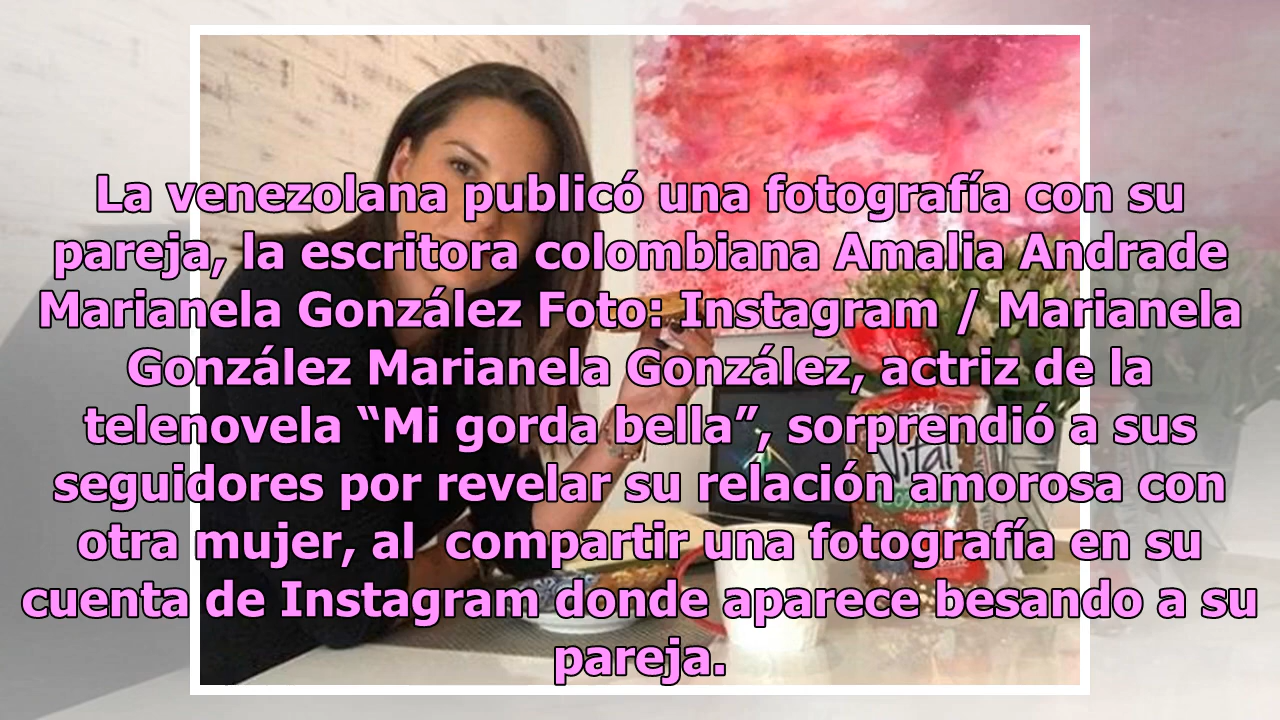 La venezolana publicó una fotografía con su
pareja, la escritora colombiana Amalia Andrade
Marianela González Foto: Instagram / Marianela
González Marianela González, actriz de la
telenovela “Mi gorda bella”, sorprendió a sus
seguidores por revelar su relación amorosa con
otra mujer, al  compartir una fotografía en su
cuenta de Instagram donde aparece besando a su
pareja.
Vital